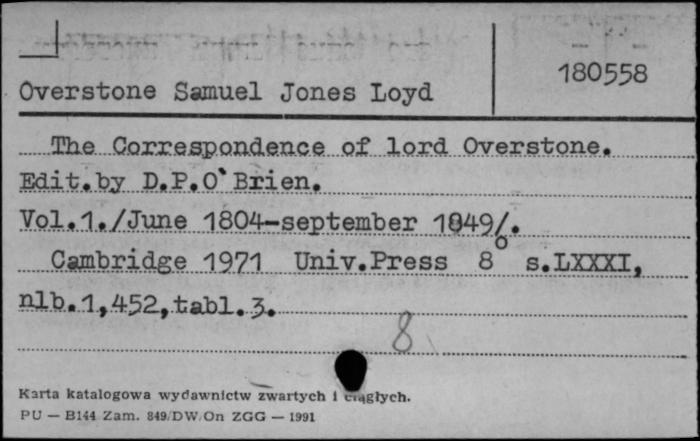 180558
Overstone Samuel Jones Loyd
The Correspondence of lord Overstone.
Edit.by D.P.O'Brien.
Vol.1./June 1804-september 1849/.
Cambridge 1971 Univ.Press 8° s.LXXXI,
nlb.1,452,tabl.3.
8
Karta katalogowa wydawnictw zwartych i ciągłych.
PU — B144 Zam. 849/DW/On ZGG — 1991